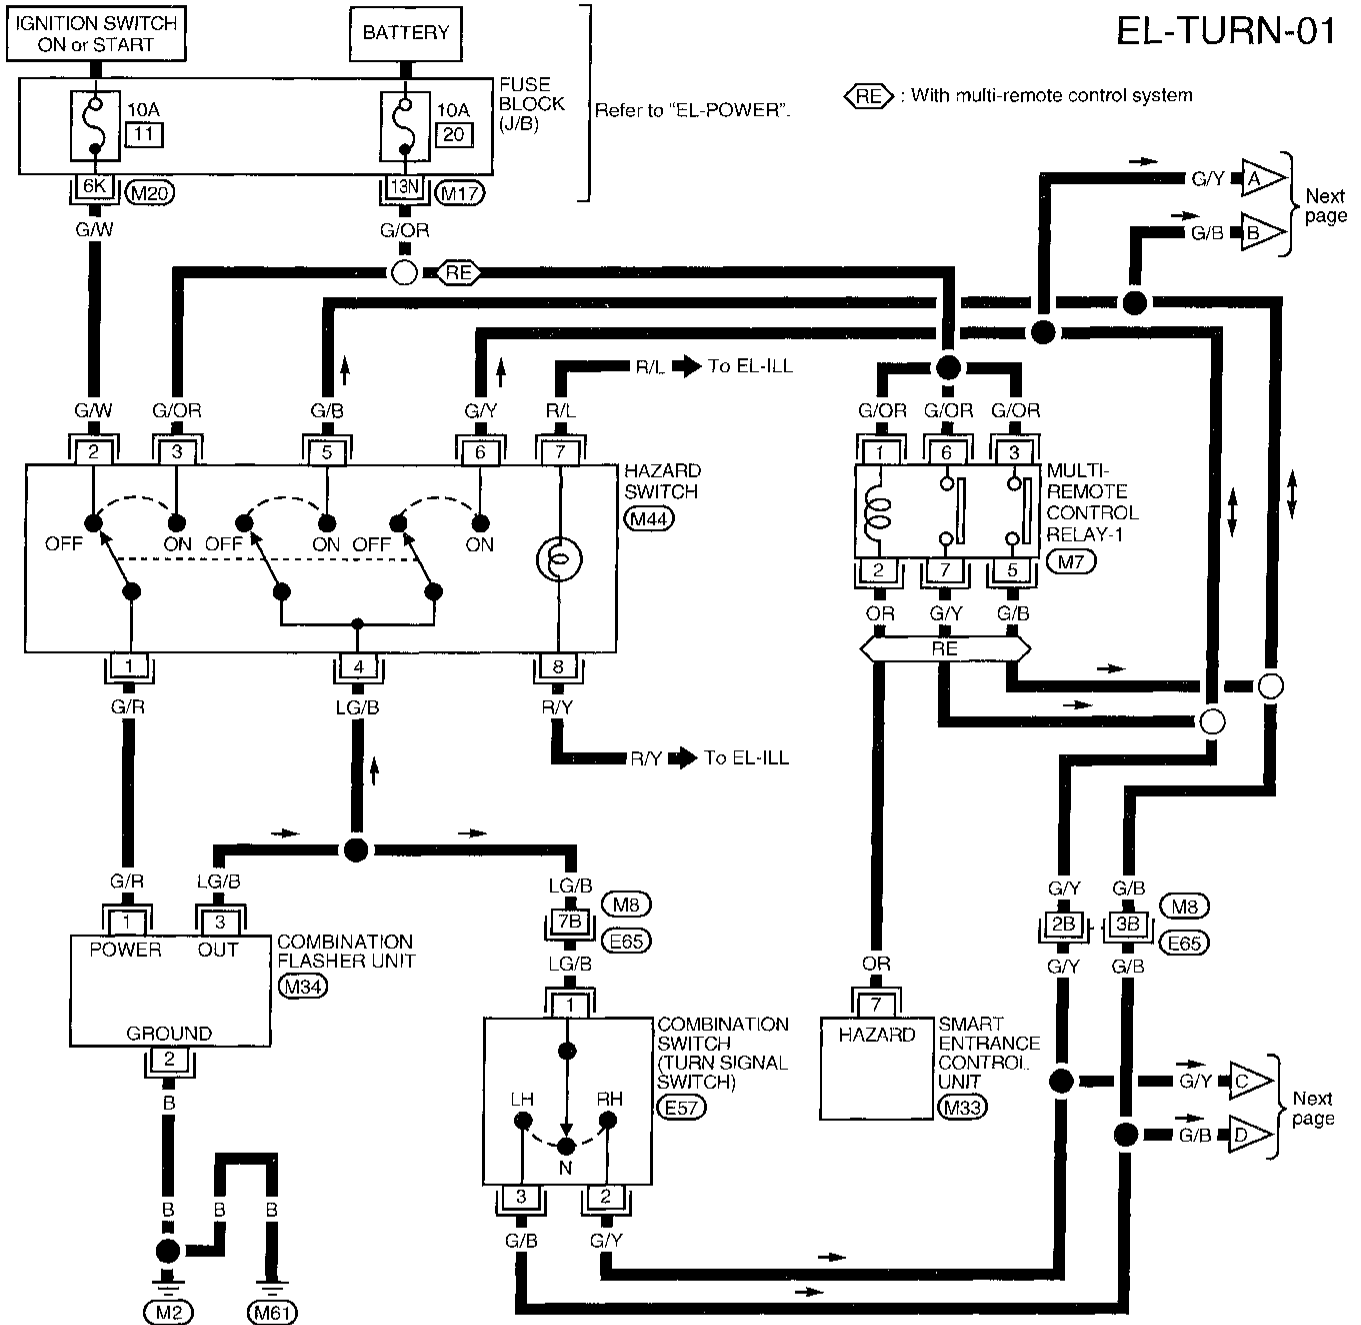 EL-TURN-01
IGNITION SWITCH
ON or START
BATTERY
FUSE
BLOCK
(J/B)
Refer to "EL-POWER".
RE : With multi-remote control system
10A
11
10A
20
6K
M20
13N
M17
G/W
G/OR
RE
G/Y
A
G/B
B
Next
page
R/L
To EL-ILL
G/W
G/OR
G/B
G/Y
R/L
G/OR
G/OR
G/OR
2
3
5
6
7
1
6
3
HAZARD
SWITCH
M44
MULTI-
REMOTE
CONTROL
RELAY-1
M7
OFF
ON
OFF
ON
OFF
ON
2
7
5
OR
G/Y
G/B
RE
1
4
8
G/R
LG/B
R/Y
R/Y
To EL-ILL
G/R
LG/B
LG/B
M8
7B
E65
LG/B
G/Y
G/B
M8
2B
3B
E65
G/Y
G/B
1
3
POWER
OUT
GROUND
COMBINATION
FLASHER UNIT
M34
2
B
B
B
B
M2
M61
1
COMBINATION
SWITCH
(TURN SIGNAL
SWITCH)
E57
LH
RH
N
3
2
G/B
G/Y
OR
7
HAZARD
SMART
ENTRANCE
CONTROL
UNIT
M33
G/Y
C
G/B
D
Next
page